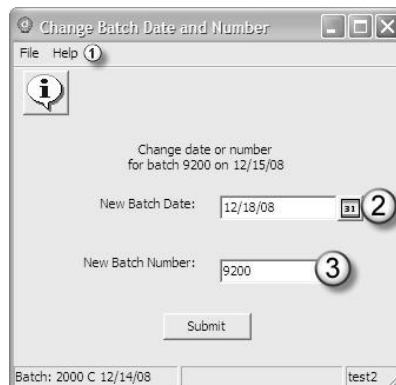 Change Batch Date and Number
File Help 1
Change date or number
for batch 9200 on 12/15/08
New Batch Date: 12/18/08 31 2
New Batch Number: 9200 3
Submit
Batch: 2000 C 12/14/08 test2